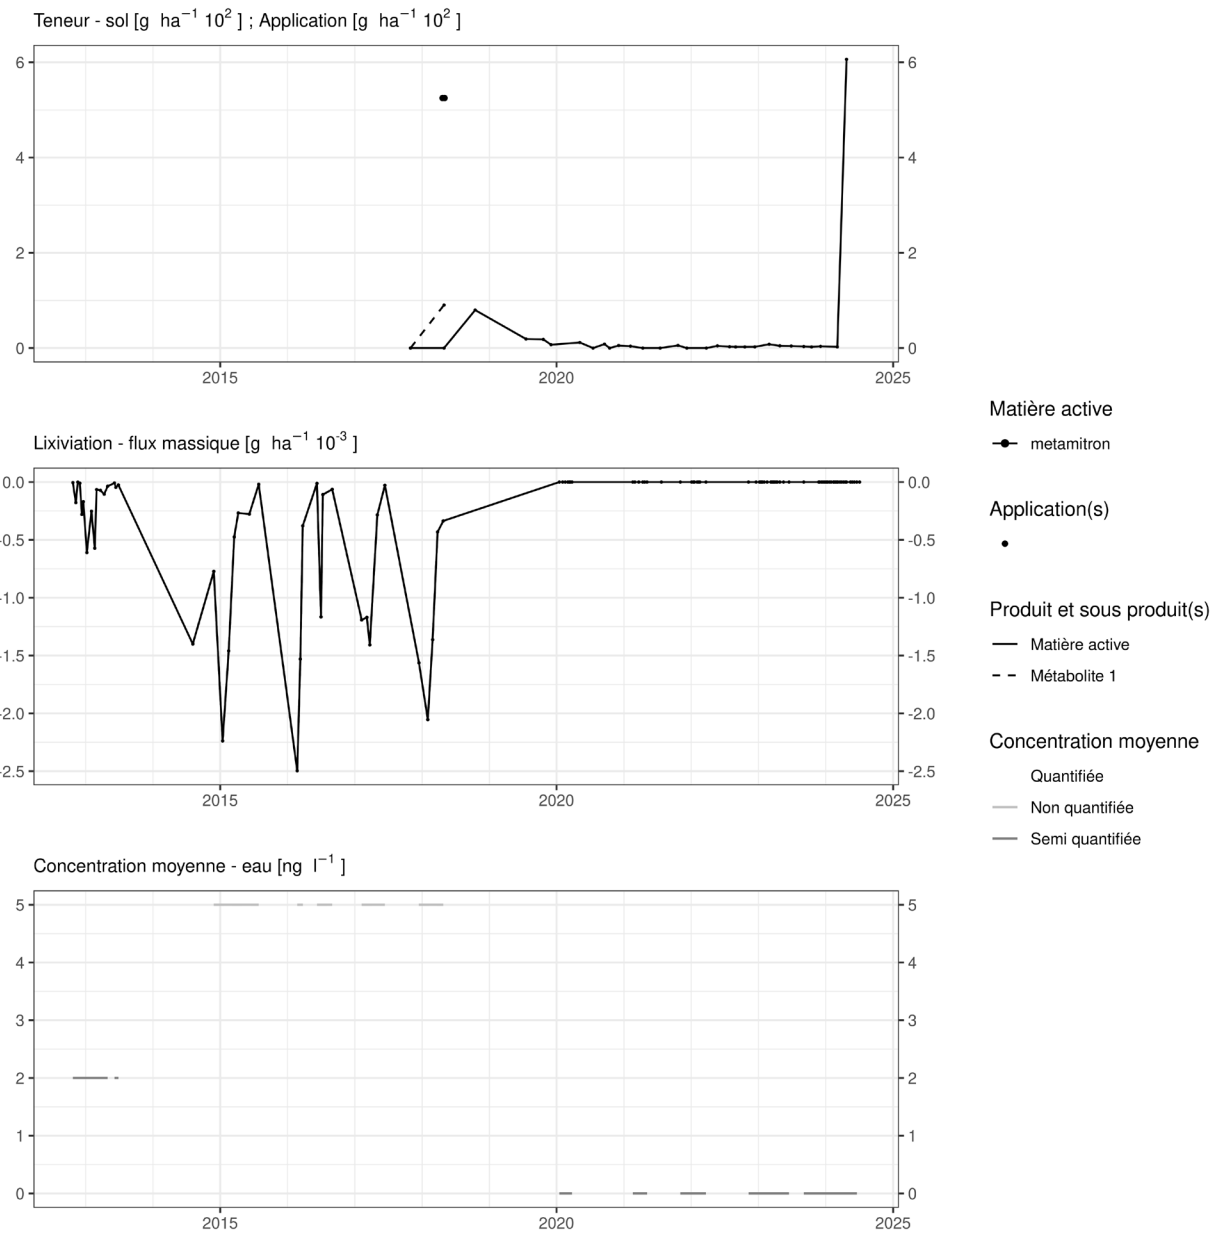 Teneur - sol [g ha⁻¹ 10² ] ; Application [g ha⁻¹ 10² ]
6 6
4 4
2 2
0 0
2015 2020 2025
Lixiviation - flux massique [g ha⁻¹ 10⁻³ ]
0.0 0.0
-0.5 -0.5
-1.0 -1.0
-1.5 -1.5
-2.0 -2.0
-2.5 -2.5
2015 2020 2025
Concentration moyenne - eau [ng l⁻¹ ]
5 5
4 4
3 3
2 2
1 1
0 0
2015 2020 2025
Matière active
metamitron
Application(s)
Produit et sous produit(s)
Matière active
Métabolite 1
Concentration moyenne
Quantifiée
Non quantifiée
Semi quantifiée